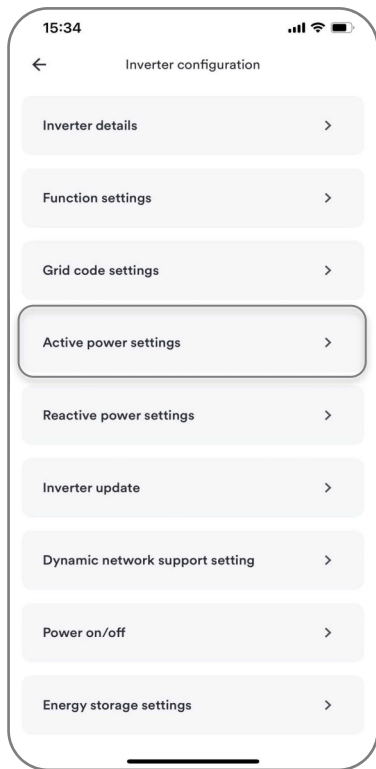 15:34
Inverter configuration
Inverter details
Function settings
Grid code settings
Active power settings
Reactive power settings
Inverter update
Dynamic network support setting
Power on/off
Energy storage settings